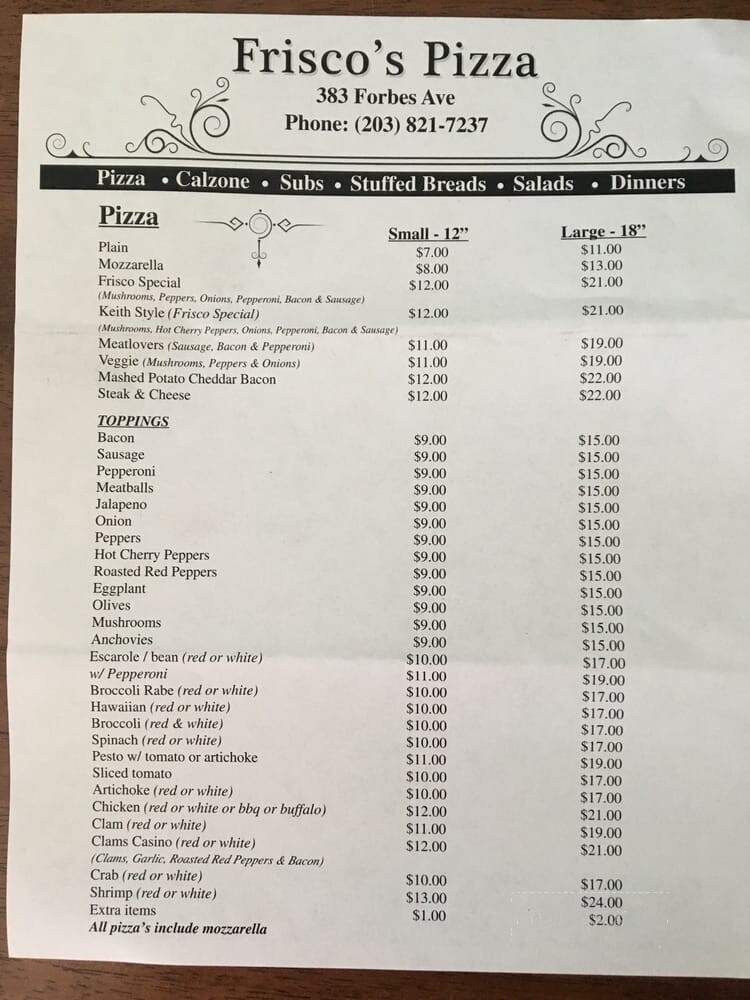 Frisco's Pizza
383 Forbes Ave
Phone: (203) 821-7237
Pizza • Calzone • Subs • Stuffed Breads • Salads • Dinners
Pizza Small - 12” Large - 18”
Plain $7.00 $11.00
Mozzarella $8.00 $13.00
Frisco Special $12.00 $21.00
(Mushrooms, Peppers, Onions, Pepperoni, Bacon & Sausage)
Keith Style (Frisco Special) $12.00 $21.00
(Mushrooms, Hot Cherry Peppers, Onions, Pepperoni, Bacon & Sausage)
Meatlovers (Sausage, Bacon & Pepperoni) $11.00 $19.00
Veggie (Mushrooms, Peppers & Onions) $11.00 $19.00
Mashed Potato Cheddar Bacon $12.00 $22.00
Steak & Cheese $12.00 $22.00
TOPPINGS
Bacon $9.00 $15.00
Sausage $9.00 $15.00
Pepperoni $9.00 $15.00
Meatballs $9.00 $15.00
Jalapeno $9.00 $15.00
Onion $9.00 $15.00
Peppers $9.00 $15.00
Hot Cherry Peppers $9.00 $15.00
Roasted Red Peppers $9.00 $15.00
Eggplant $9.00 $15.00
Olives $9.00 $15.00
Mushrooms $9.00 $15.00
Anchovies $9.00 $15.00
Escarole / bean (red or white) $10.00 $17.00
w/ Pepperoni $11.00 $19.00
Broccoli Rabe (red or white) $10.00 $17.00
Hawaiian (red or white) $10.00 $17.00
Broccoli (red & white) $10.00 $17.00
Spinach (red or white) $10.00 $17.00
Pesto w/ tomato or artichoke $11.00 $19.00
Sliced tomato $10.00 $17.00
Artichoke (red or white) $10.00 $17.00
Chicken (red or white or bbq or buffalo) $12.00 $21.00
Clam (red or white) $11.00 $19.00
Clams Casino (red or white) $12.00 $21.00
(Clams, Garlic, Roasted Red Peppers & Bacon)
Crab (red or white) $10.00 $17.00
Shrimp (red or white) $13.00 $24.00
Extra items $1.00 $2.00
All pizza's include mozzarella